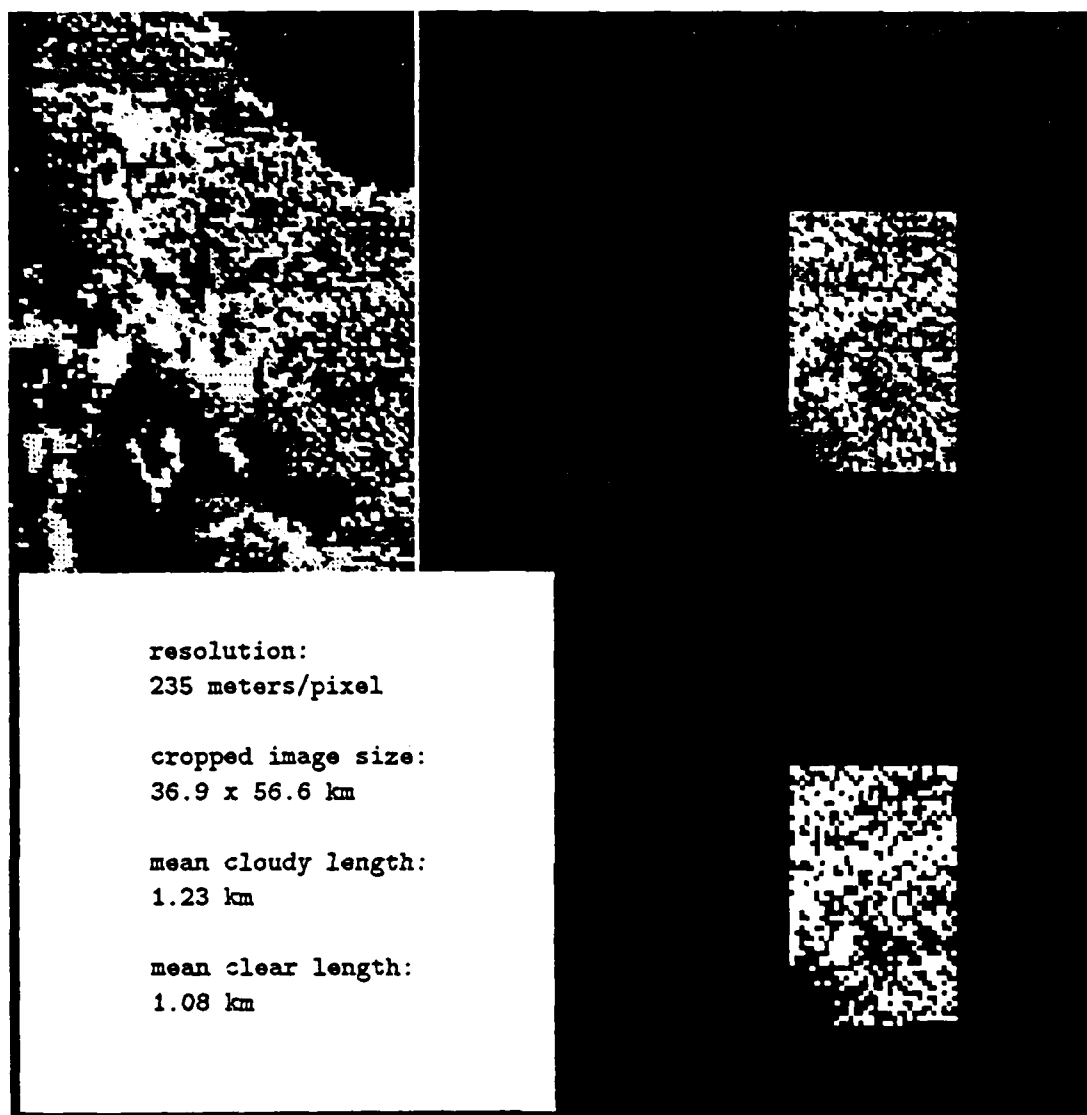 resolution:
235 meters/pixel
cropped image size:
36.9 x 56.6 km
mean cloudy length:
1.23 km
mean clear length:
1.08 km